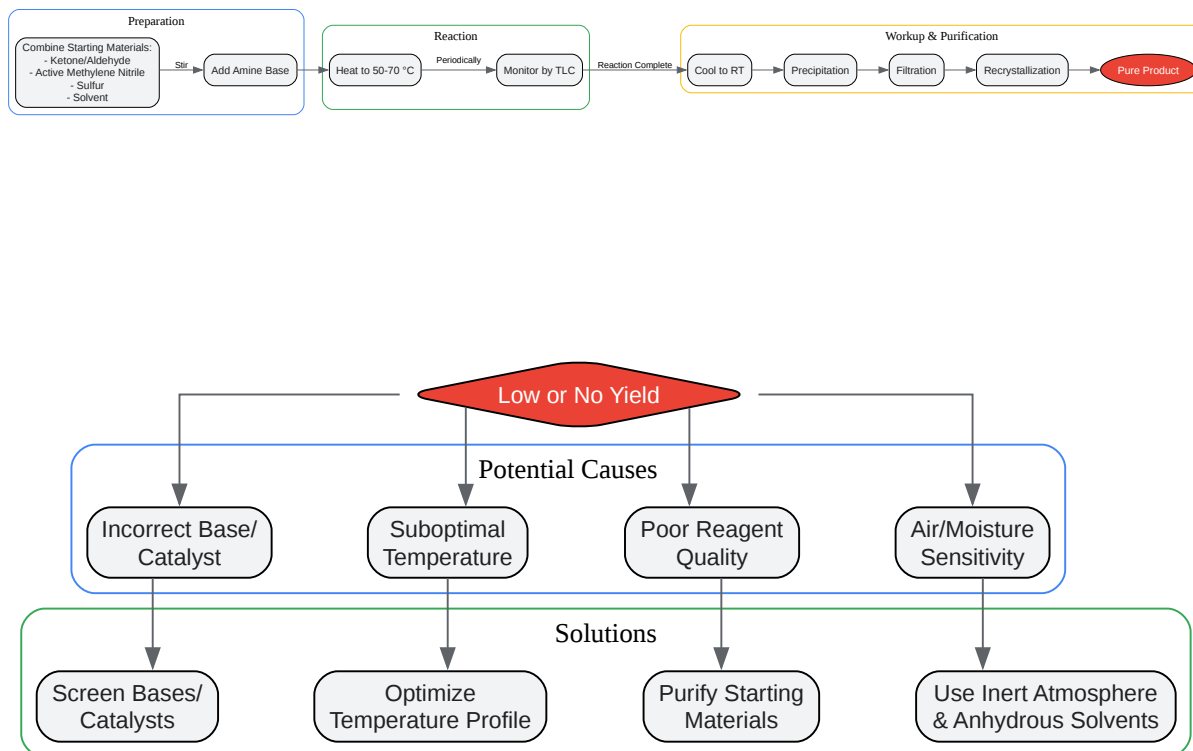 Preparation
Combine Starting Materials:
- Ketone/Aldehyde
- Active Methylene Nitrile
- Sulfur
- Solvent
Stir
Add Amine Base
Reaction
Heat to 50-70 °C
Periodically
Monitor by TLC
Reaction Complete
Workup & Purification
Cool to RT
Precipitation
Filtration
Recrystallization
Pure Product
Low or No Yield
Potential Causes
Incorrect Base/
Catalyst
Suboptimal
Temperature
Poor Reagent
Quality
Air/Moisture
Sensitivity
Solutions
Screen Bases/
Catalysts
Optimize
Temperature Profile
Purify Starting
Materials
Use Inert Atmosphere
& Anhydrous Solvents